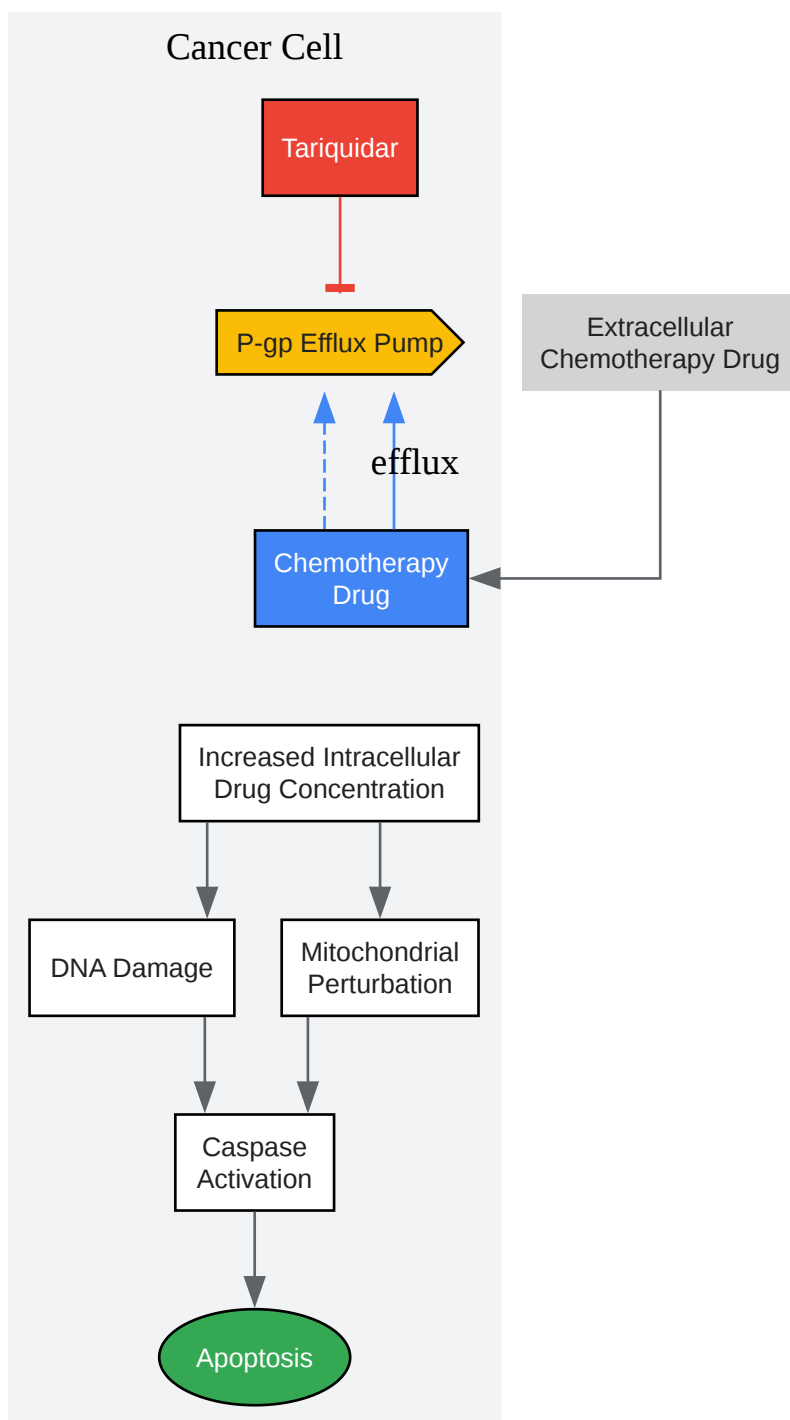 Cancer Cell
Tariquidar
P-gp Efflux Pump
Extracellular
Chemotherapy Drug
efflux
Chemotherapy
Drug
Increased Intracellular
Drug Concentration
DNA Damage
Mitochondrial
Perturbation
Caspase
Activation
Apoptosis